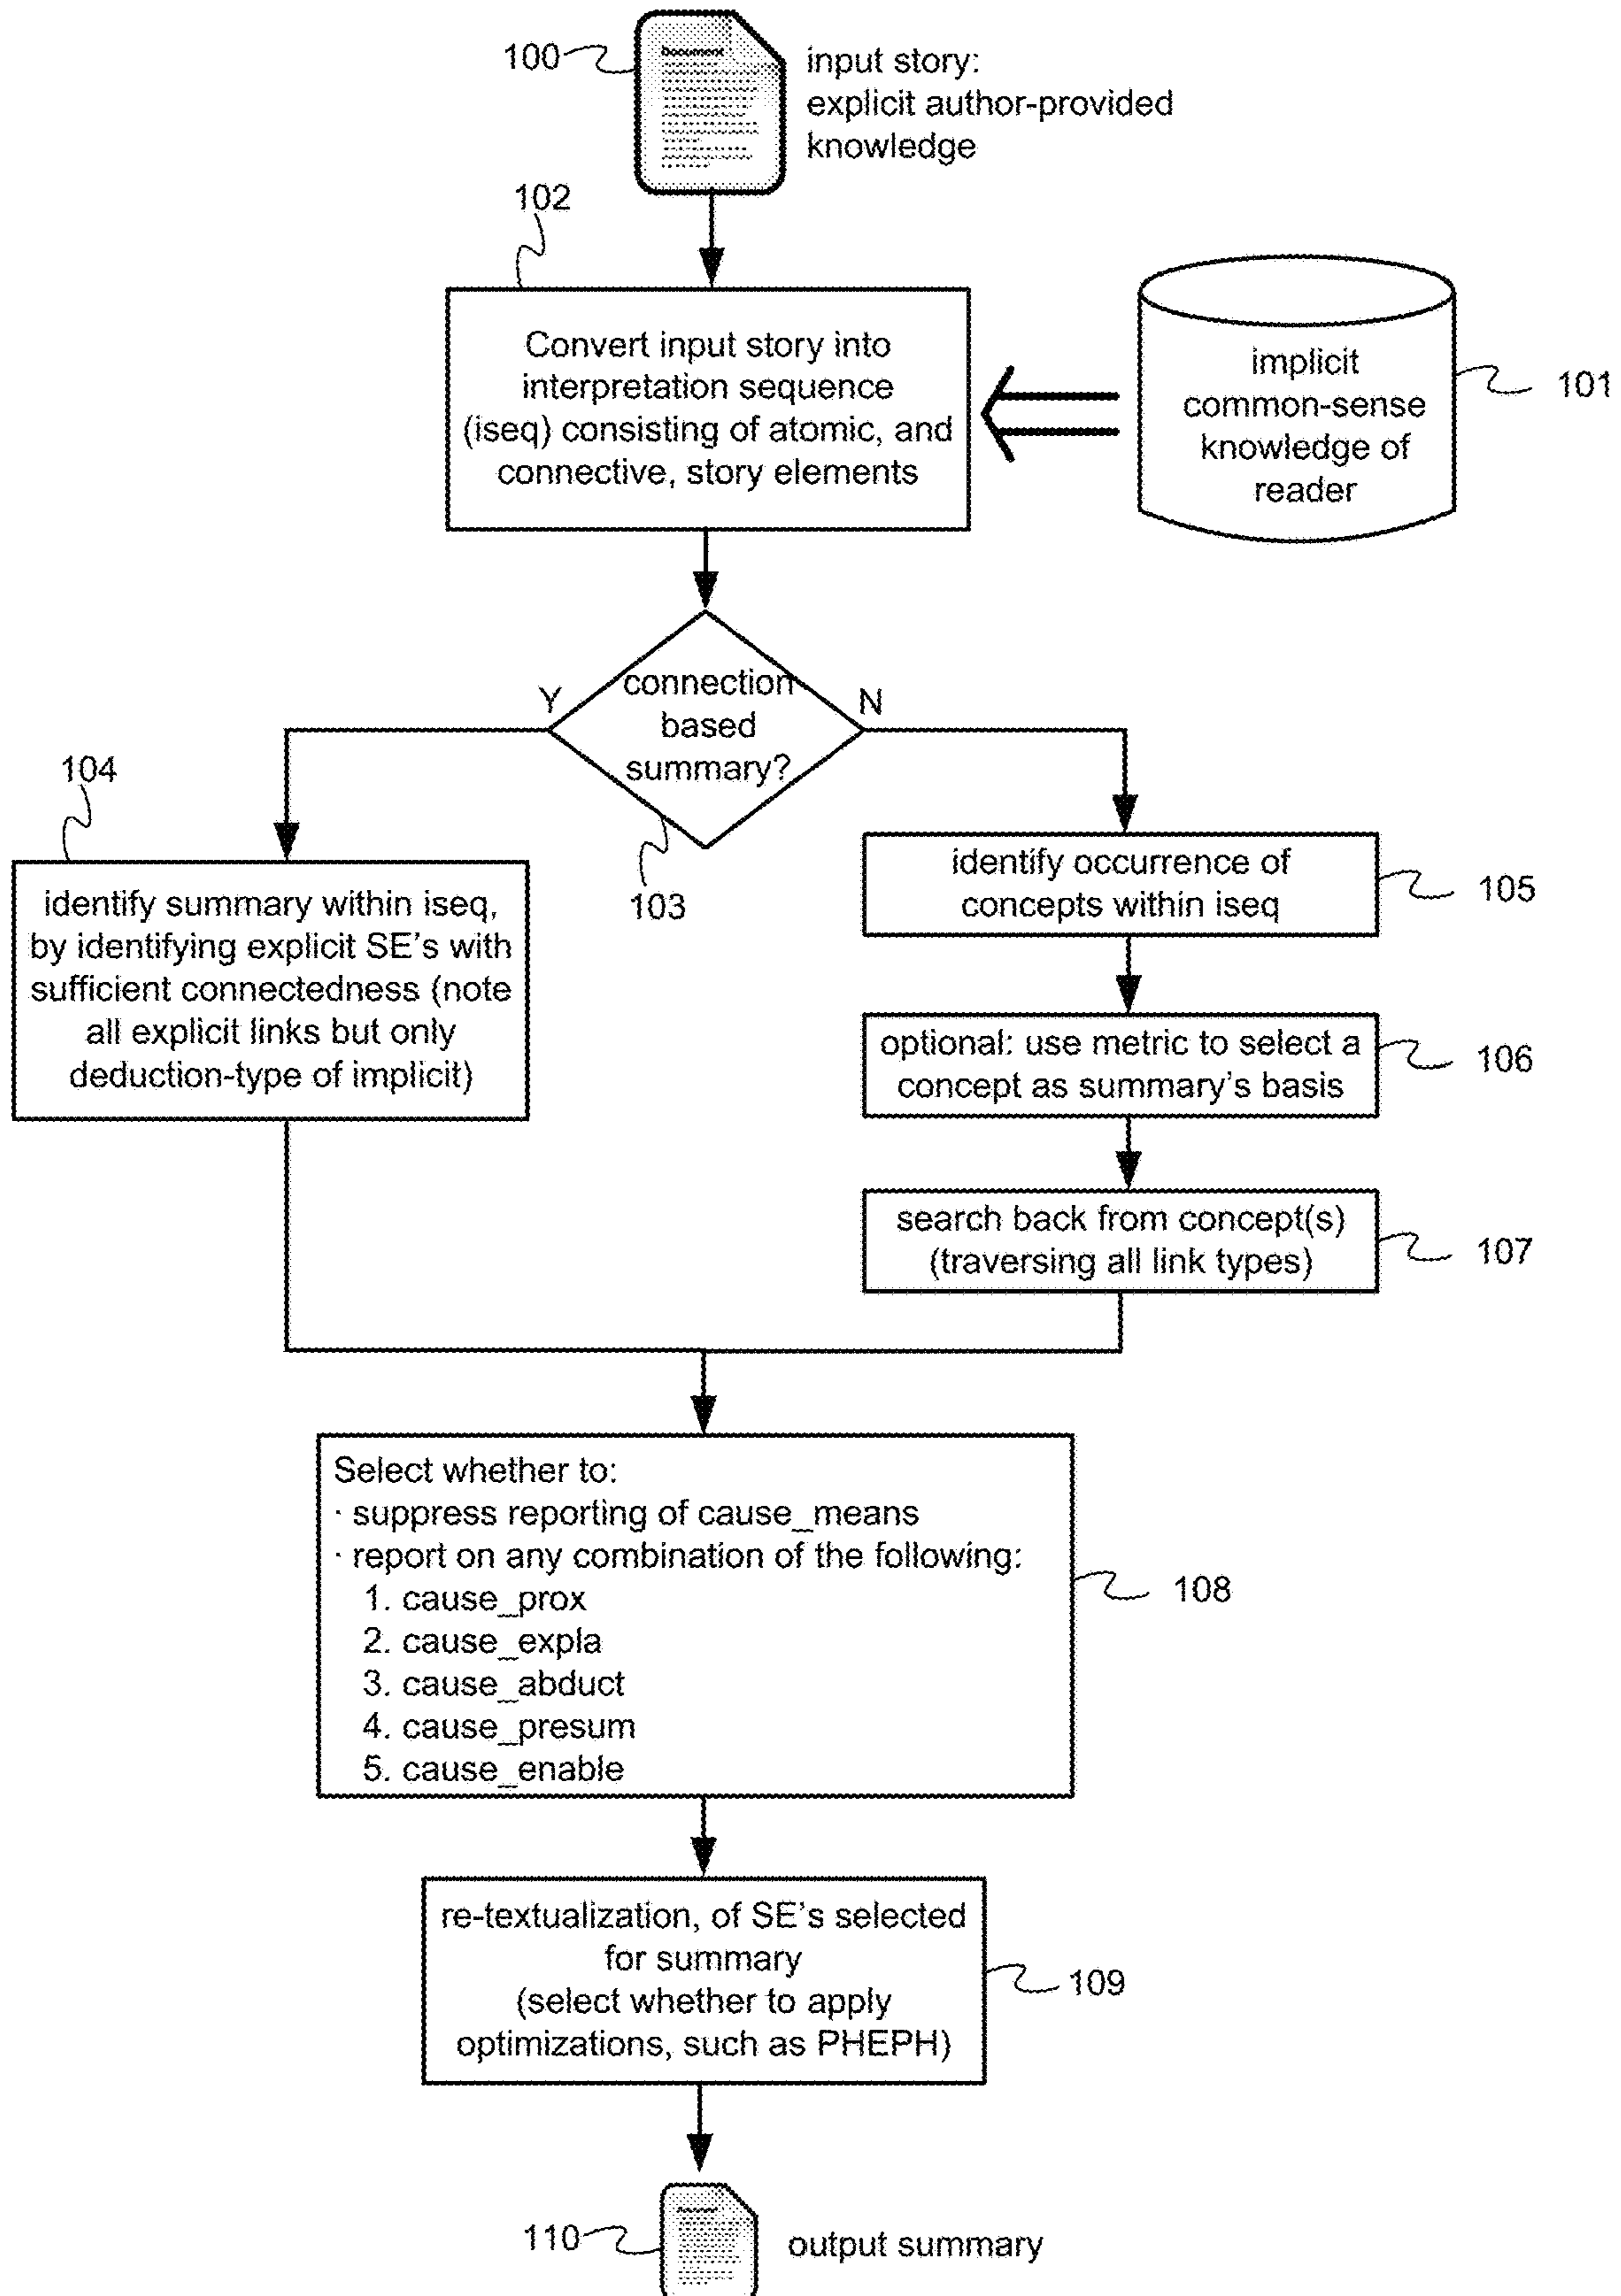 100
Document
input story:
explicit author-provided
knowledge
102
Convert input story into
interpretation sequence
(iseq) consisting of atomic, and
connective, story elements
implicit
common-sense
knowledge of
reader
101
Y
connection
based
summary?
N
103
104
identify summary within iseq,
by identifying explicit SE's with
sufficient connectedness (note
all explicit links but only
deduction-type of implicit)
identify occurrence of
concepts within iseq
105
optional: use metric to select a
concept as summary's basis
106
search back from concept(s)
(traversing all link types)
107
Select whether to:
· suppress reporting of cause_means
· report on any combination of the following:
1. cause_prox
2. cause_expla
3. cause_abduct
4. cause_presum
5. cause_enable
108
re-textualization, of SE's selected
for summary
(select whether to apply
optimizations, such as PHEPH)
109
110
output summary